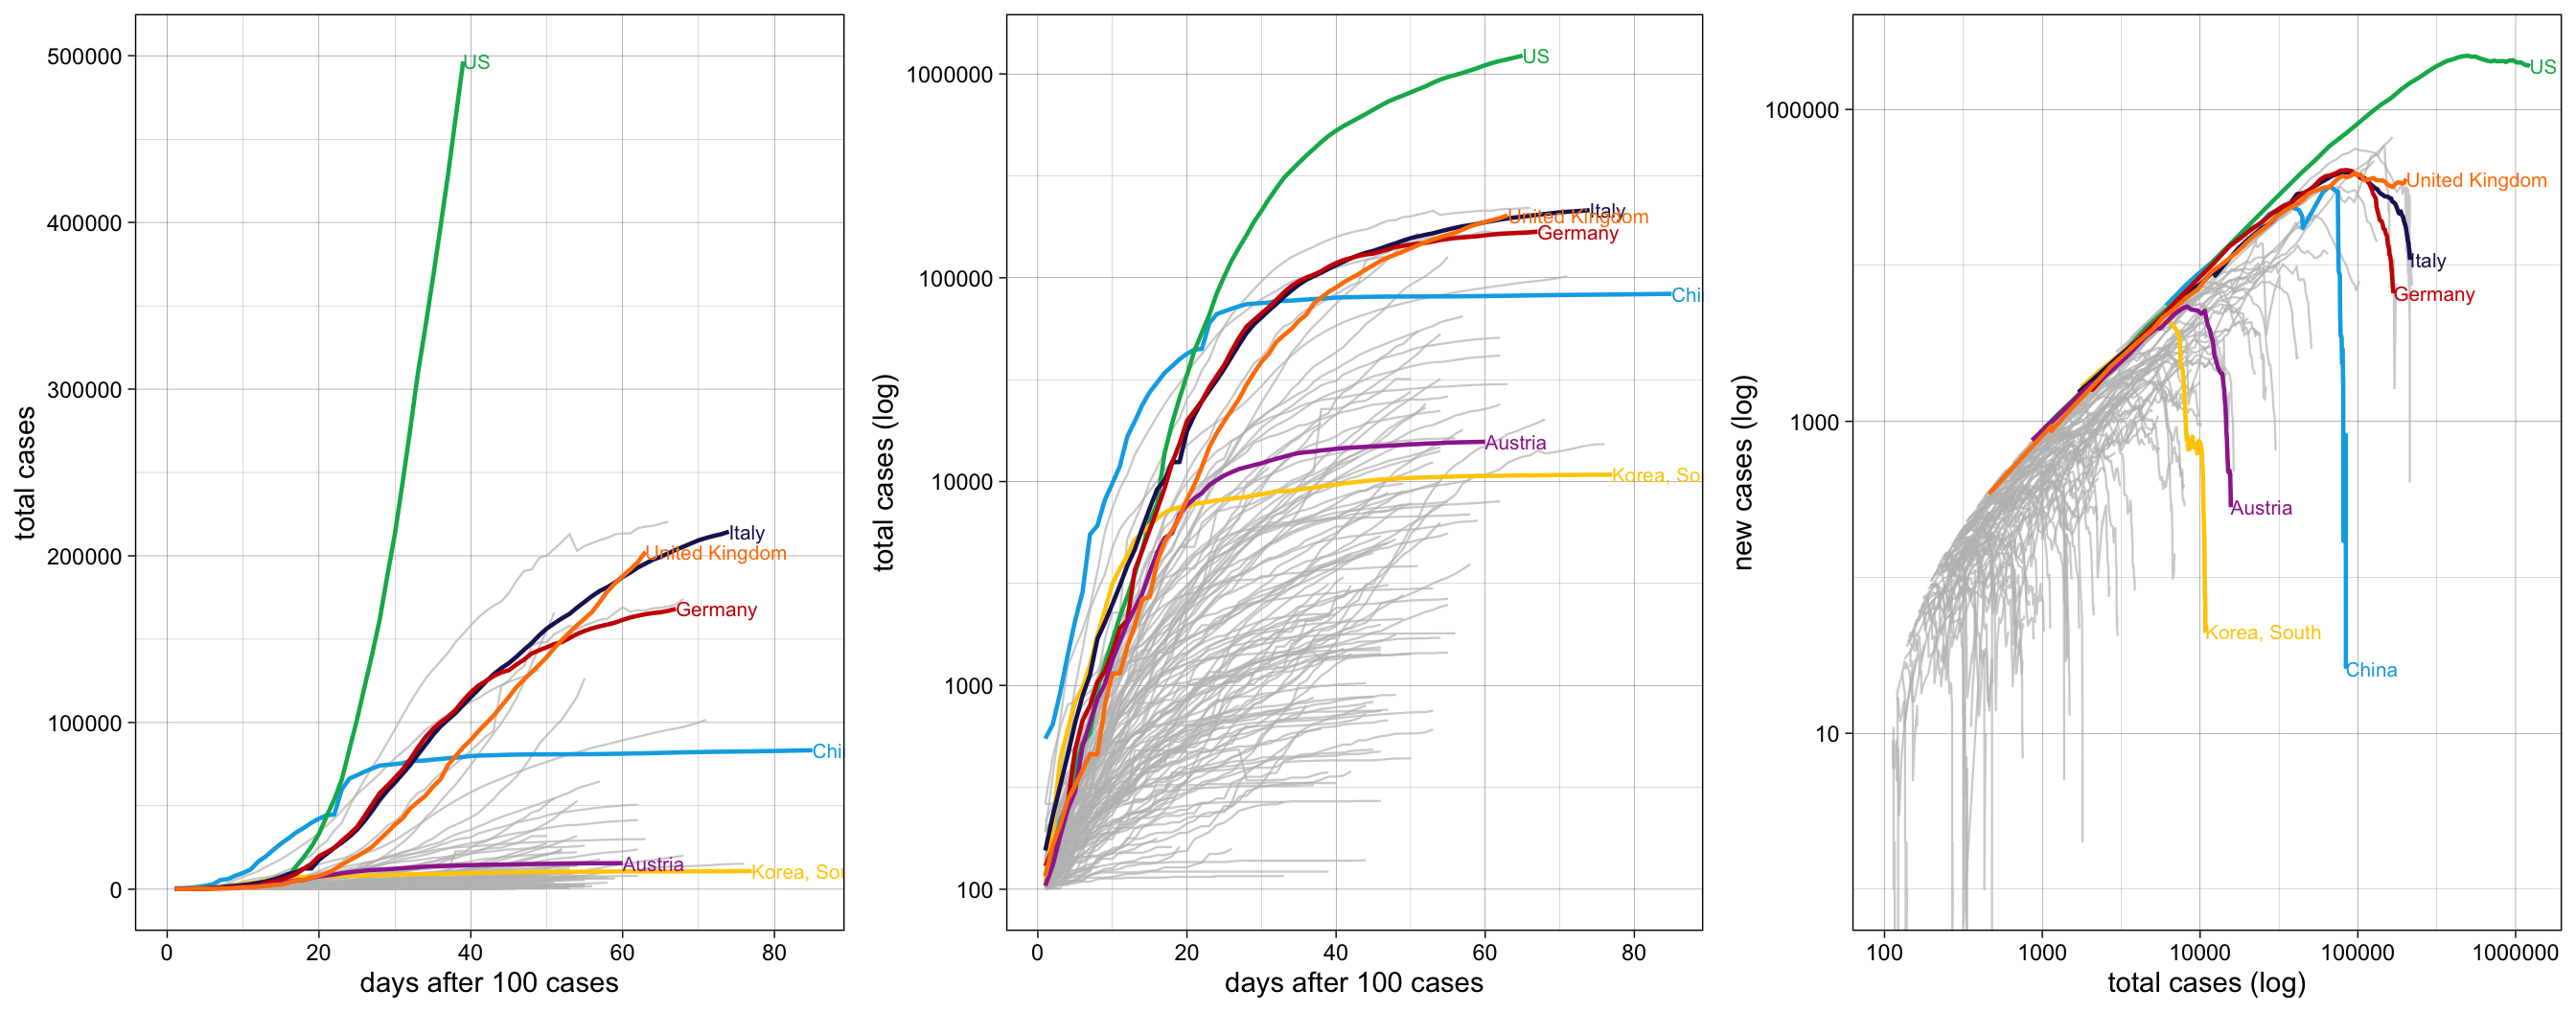 total cases
500000
400000
300000
200000
100000
0
0 20 40 60 80
days after 100 cases
US
Italy
United Kingdom
Germany
Chi
Austria
Korea, Sou
total cases (log)
1000000
100000
10000
1000
100
0 20 40 60 80
days after 100 cases
US
Italy
United Kingdom
Germany
Chi
Austria
Korea, So
new cases (log)
100000
1000
10
100 1000 10000 100000 1000000
total cases (log)
US
United Kingdom
Italy
Germany
Austria
Korea, South
China